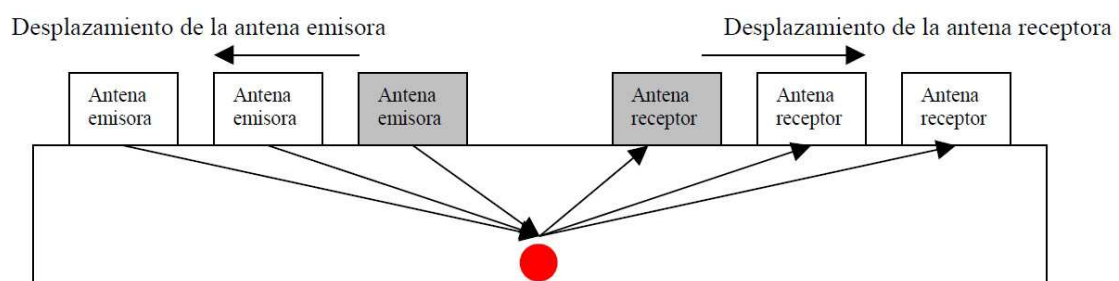 Desplazamiento de la antena emisora
Desplazamiento de la antena receptora
Antena
emisora
Antena
emisora
Antena
emisora
Antena
receptor
Antena
receptor
Antena
receptor